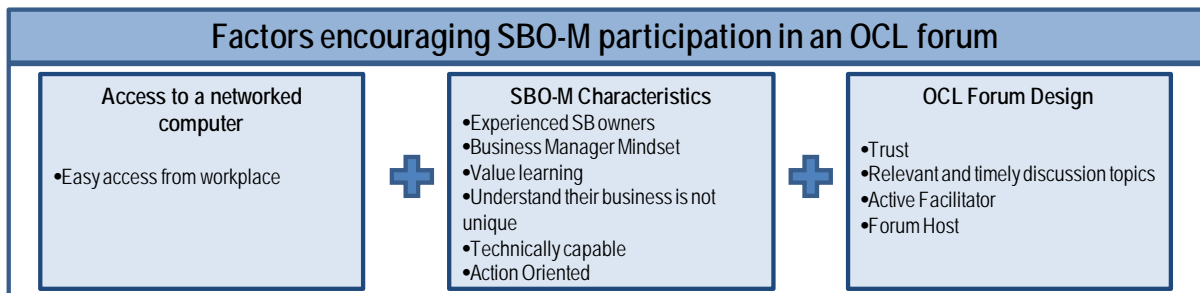 Factors encouraging SBO-M participation in an OCL forum
Access to a networked
computer
•Easy access from workplace
SBO-M Characteristics
•Experienced SB owners
•Business Manager Mindset
•Value learning
•Understand their business is not
unique
•Technically capable
•Action Oriented
OCL Forum Design
•Trust
•Relevant and timely discussion topics
•Active Facilitator
•Forum Host